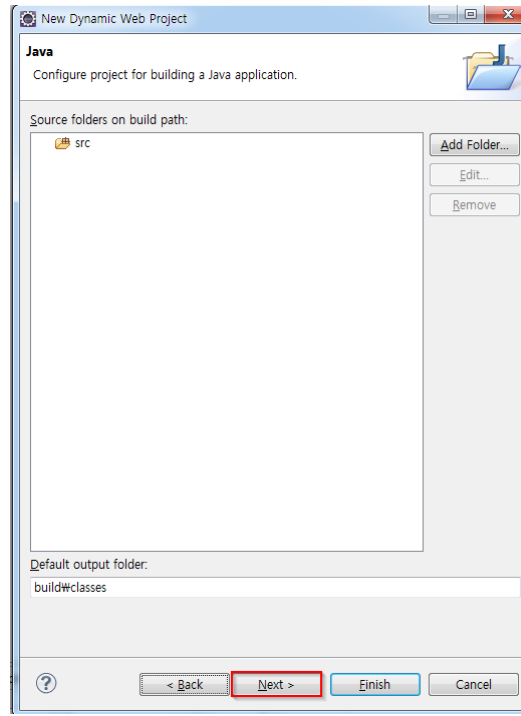 New Dynamic Web Project
Java
Configure project for building a Java application.
Source folders on build path:
src
Add Folder...
Edit...
Remove
Default output folder:
build₩classes
< Back
Next >
Finish
Cancel